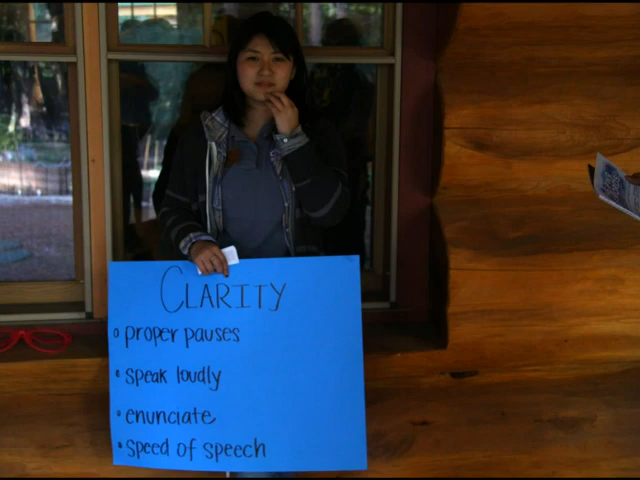 CLARITY
proper pauses
speak loudly
enunciate
speed of speech